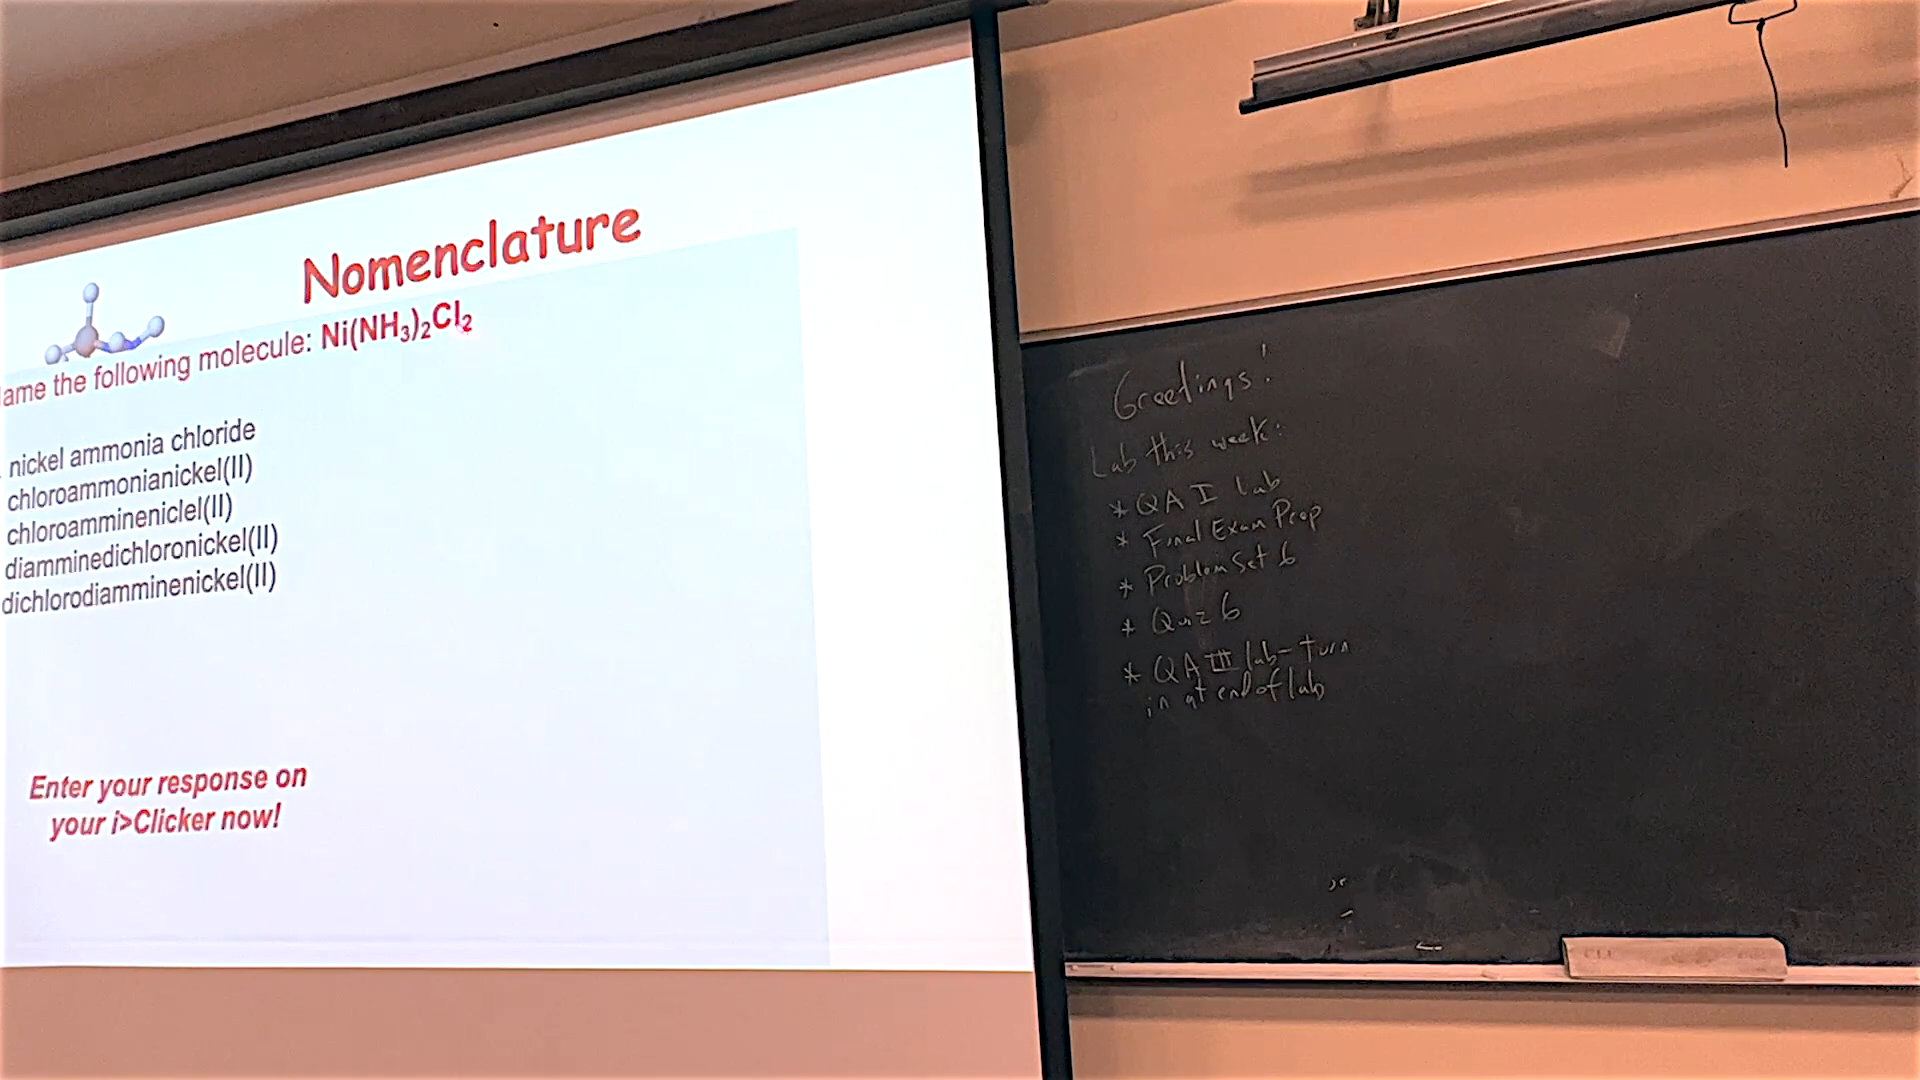 Nomenclature
ame the following molecule: Ni(NH₃)₂Cl₂
nickel ammonia chloride
chloroammonianickel(II)
chloroammineniclel(II)
diamminedichloronickel(II)
dichlorodiamminenickel(II)
Enter your response on
your i>Clicker now!
Greetings!
Lab this week:
* QA I lab
* Final Exam Prep
* Problem Set 6
* Quiz 6
* QA III lab - turn
in at end of lab